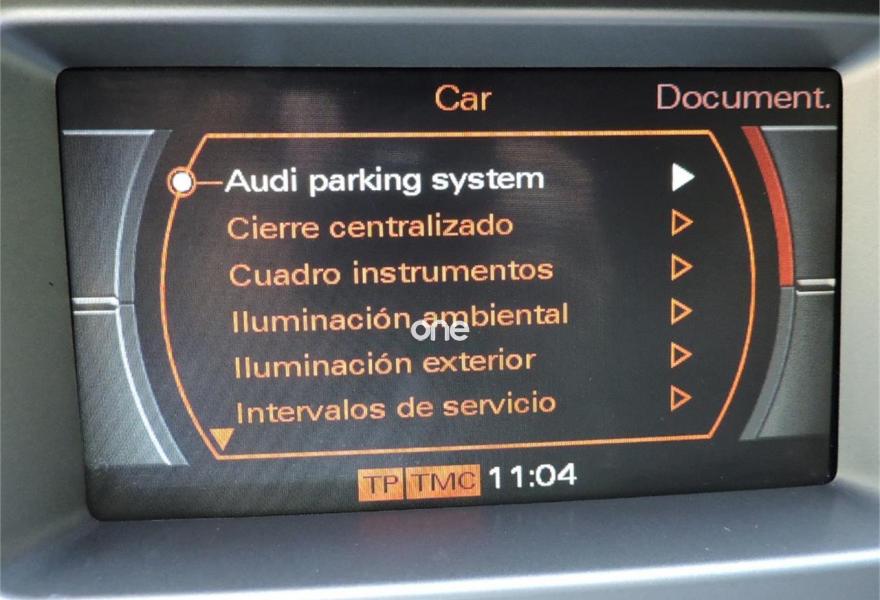 Car
Document.
Audi parking system
Cierre centralizado
Cuadro instrumentos
Iluminación ambiental
one
Iluminación exterior
Intervalos de servicio
TP TMC 11:04